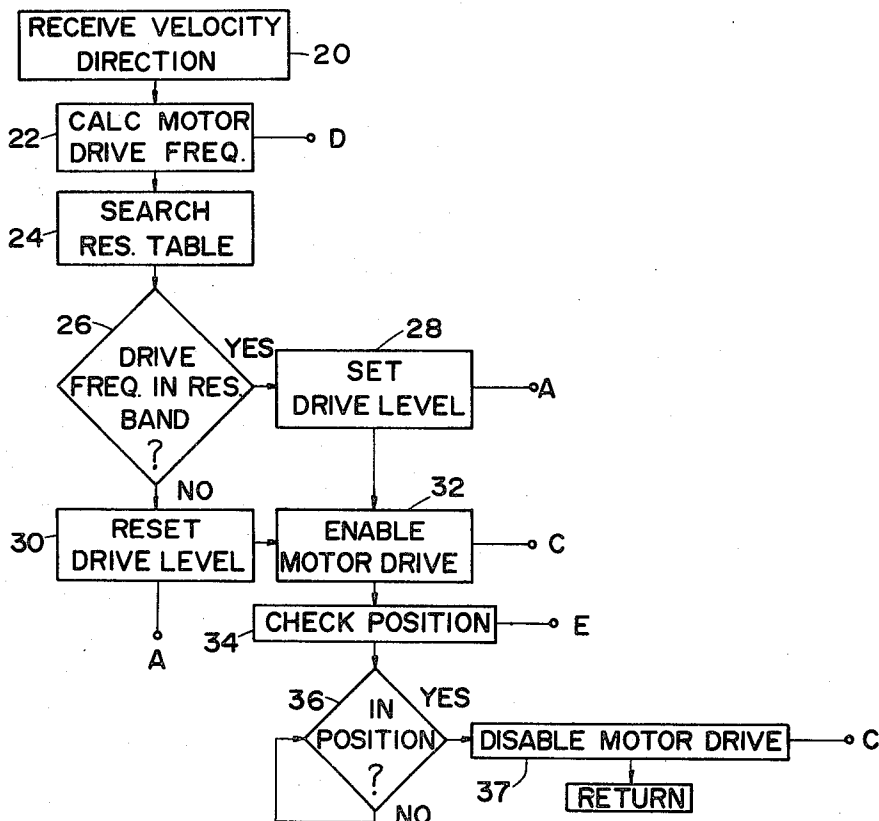 RECEIVE VELOCITY
DIRECTION
20
22
CALC MOTOR
DRIVE FREQ.
D
24
SEARCH
RES. TABLE
26
DRIVE
FREQ. IN RES.
BAND
?
YES
28
SET
DRIVE LEVEL
A
NO
30
RESET
DRIVE LEVEL
A
32
ENABLE
MOTOR DRIVE
C
34
CHECK POSITION
E
36
IN
POSITION
?
YES
NO
DISABLE MOTOR DRIVE
C
37
RETURN